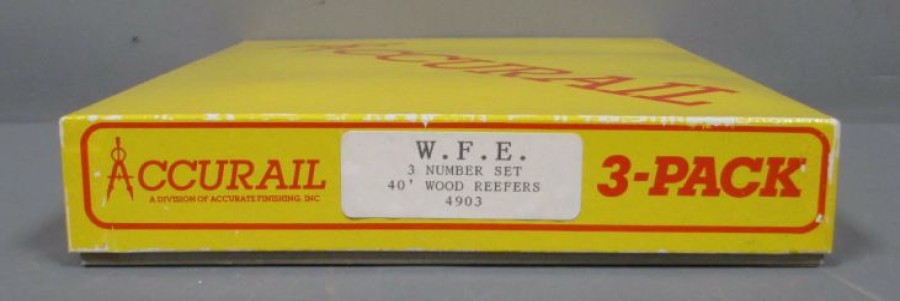 ACCURAIL
ACCURAIL
A DIVISION OF ACCURATE FINISHING, INC
W.F.E.
3 NUMBER SET
40' WOOD REEFERS
4903
3-PACK